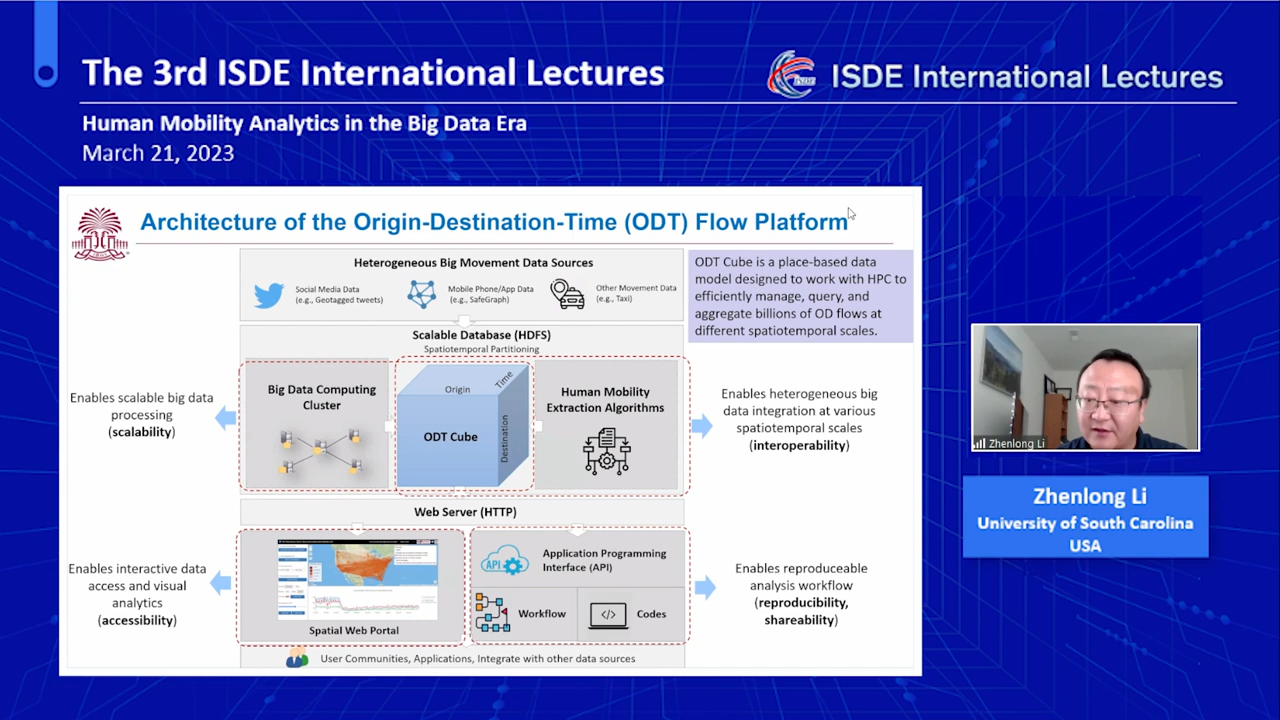 The 3rd ISDE International Lectures
ISDE
ISDE International Lectures
Human Mobility Analytics in the Big Data Era
March 21, 2023
Architecture of the Origin-Destination-Time (ODT) Flow Platform
Heterogeneous Big Movement Data Sources
Social Media Data
(e.g., Geotagged tweets)
Mobile Phone/App Data
(e.g., SafeGraph)
Other Movement Data
(e.g., Taxi)
ODT Cube is a place-based data
model designed to work with HPC to
efficiently manage, query, and
aggregate billions of OD flows at
different spatiotemporal scales.
Scalable Database (HDFS)
Spatiotemporal Partitioning
Enables scalable big data
processing
(scalability)
Big Data Computing
Cluster
Origin
Time
Destination
ODT Cube
Human Mobility
Extraction Algorithms
Enables heterogeneous big
data integration at various
spatiotemporal scales
(interoperability)
Zhenlong Li
Zhenlong Li
University of South Carolina
USA
Web Server (HTTP)
Enables interactive data
access and visual
analytics
(accessibility)
Spatial Web Portal
API
Application Programming
Interface (API)
Workflow
</>
Codes
Enables reproduceable
analysis workflow
(reproducibility,
shareability)
User Communities, Applications, Integrate with other data sources